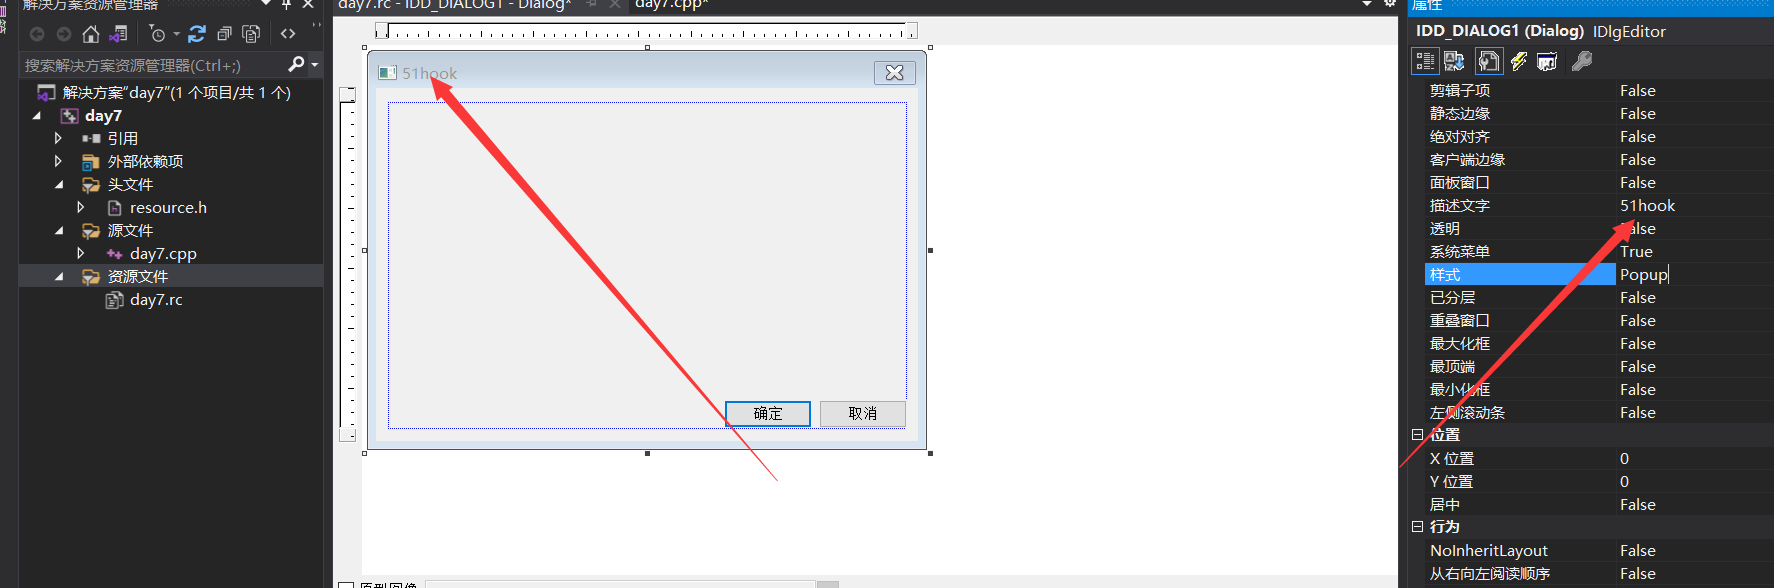 解决方案资源管理器
搜索解决方案资源管理器(Ctrl+;)
解决方案"day7"(1 个项目/共 1 个)
day7
引用
外部依赖项
头文件
resource.h
源文件
day7.cpp
资源文件
day7.rc
day7.rc - IDD_DIALOG1 - Dialog*
day7.cpp*
51hook
确定
取消
原型图像
属性
IDD_DIALOG1 (Dialog) IDlgEditor
剪辑子项 False
静态边缘 False
绝对对齐 False
客户端边缘 False
面板窗口 False
描述文字 51hook
透明 False
系统菜单 True
样式 Popup
已分层 False
重叠窗口 False
最大化框 False
最顶端 False
最小化框 False
左侧滚动条 False
位置
X 位置 0
Y 位置 0
居中 False
行为
NoInheritLayout False
从右向左阅读顺序 False